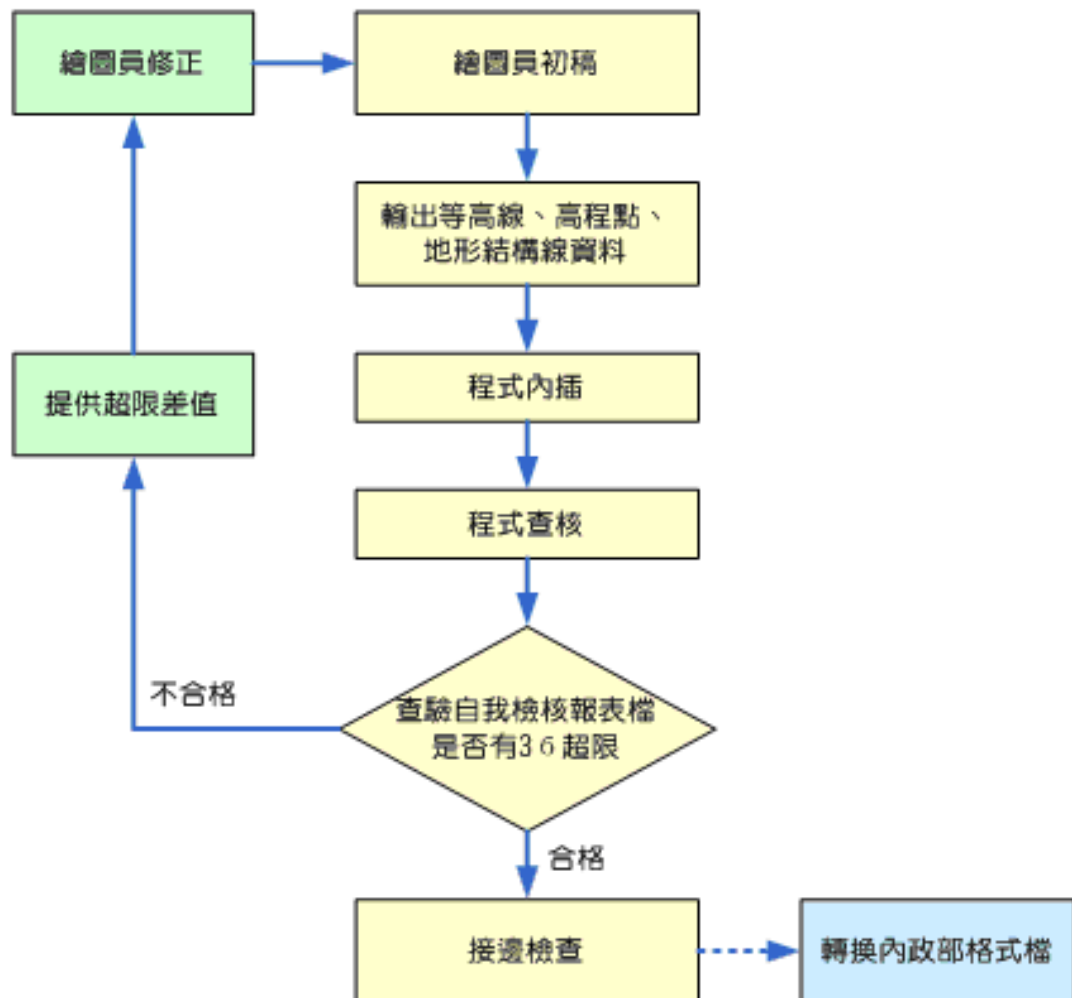 繪圖員修正
繪圖員初稿
輸出等高線、高程點、
地形結構線資料
程式內插
提供超限差值
程式查核
不合格
查驗自我檢核報表檔
是否有3б超限
合格
接邊檢查
轉換內政部格式檔